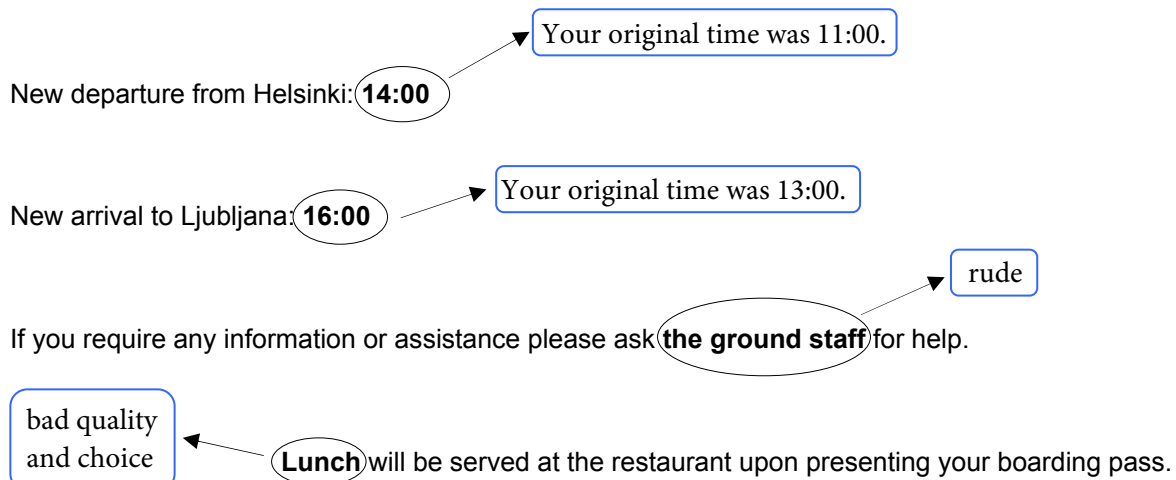 Your original time was 11:00.
New departure from Helsinki: 14:00
Your original time was 13:00.
New arrival to Ljubljana: 16:00
rude
If you require any information or assistance please ask the ground staff for help.
bad quality
and choice
Lunch will be served at the restaurant upon presenting your boarding pass.